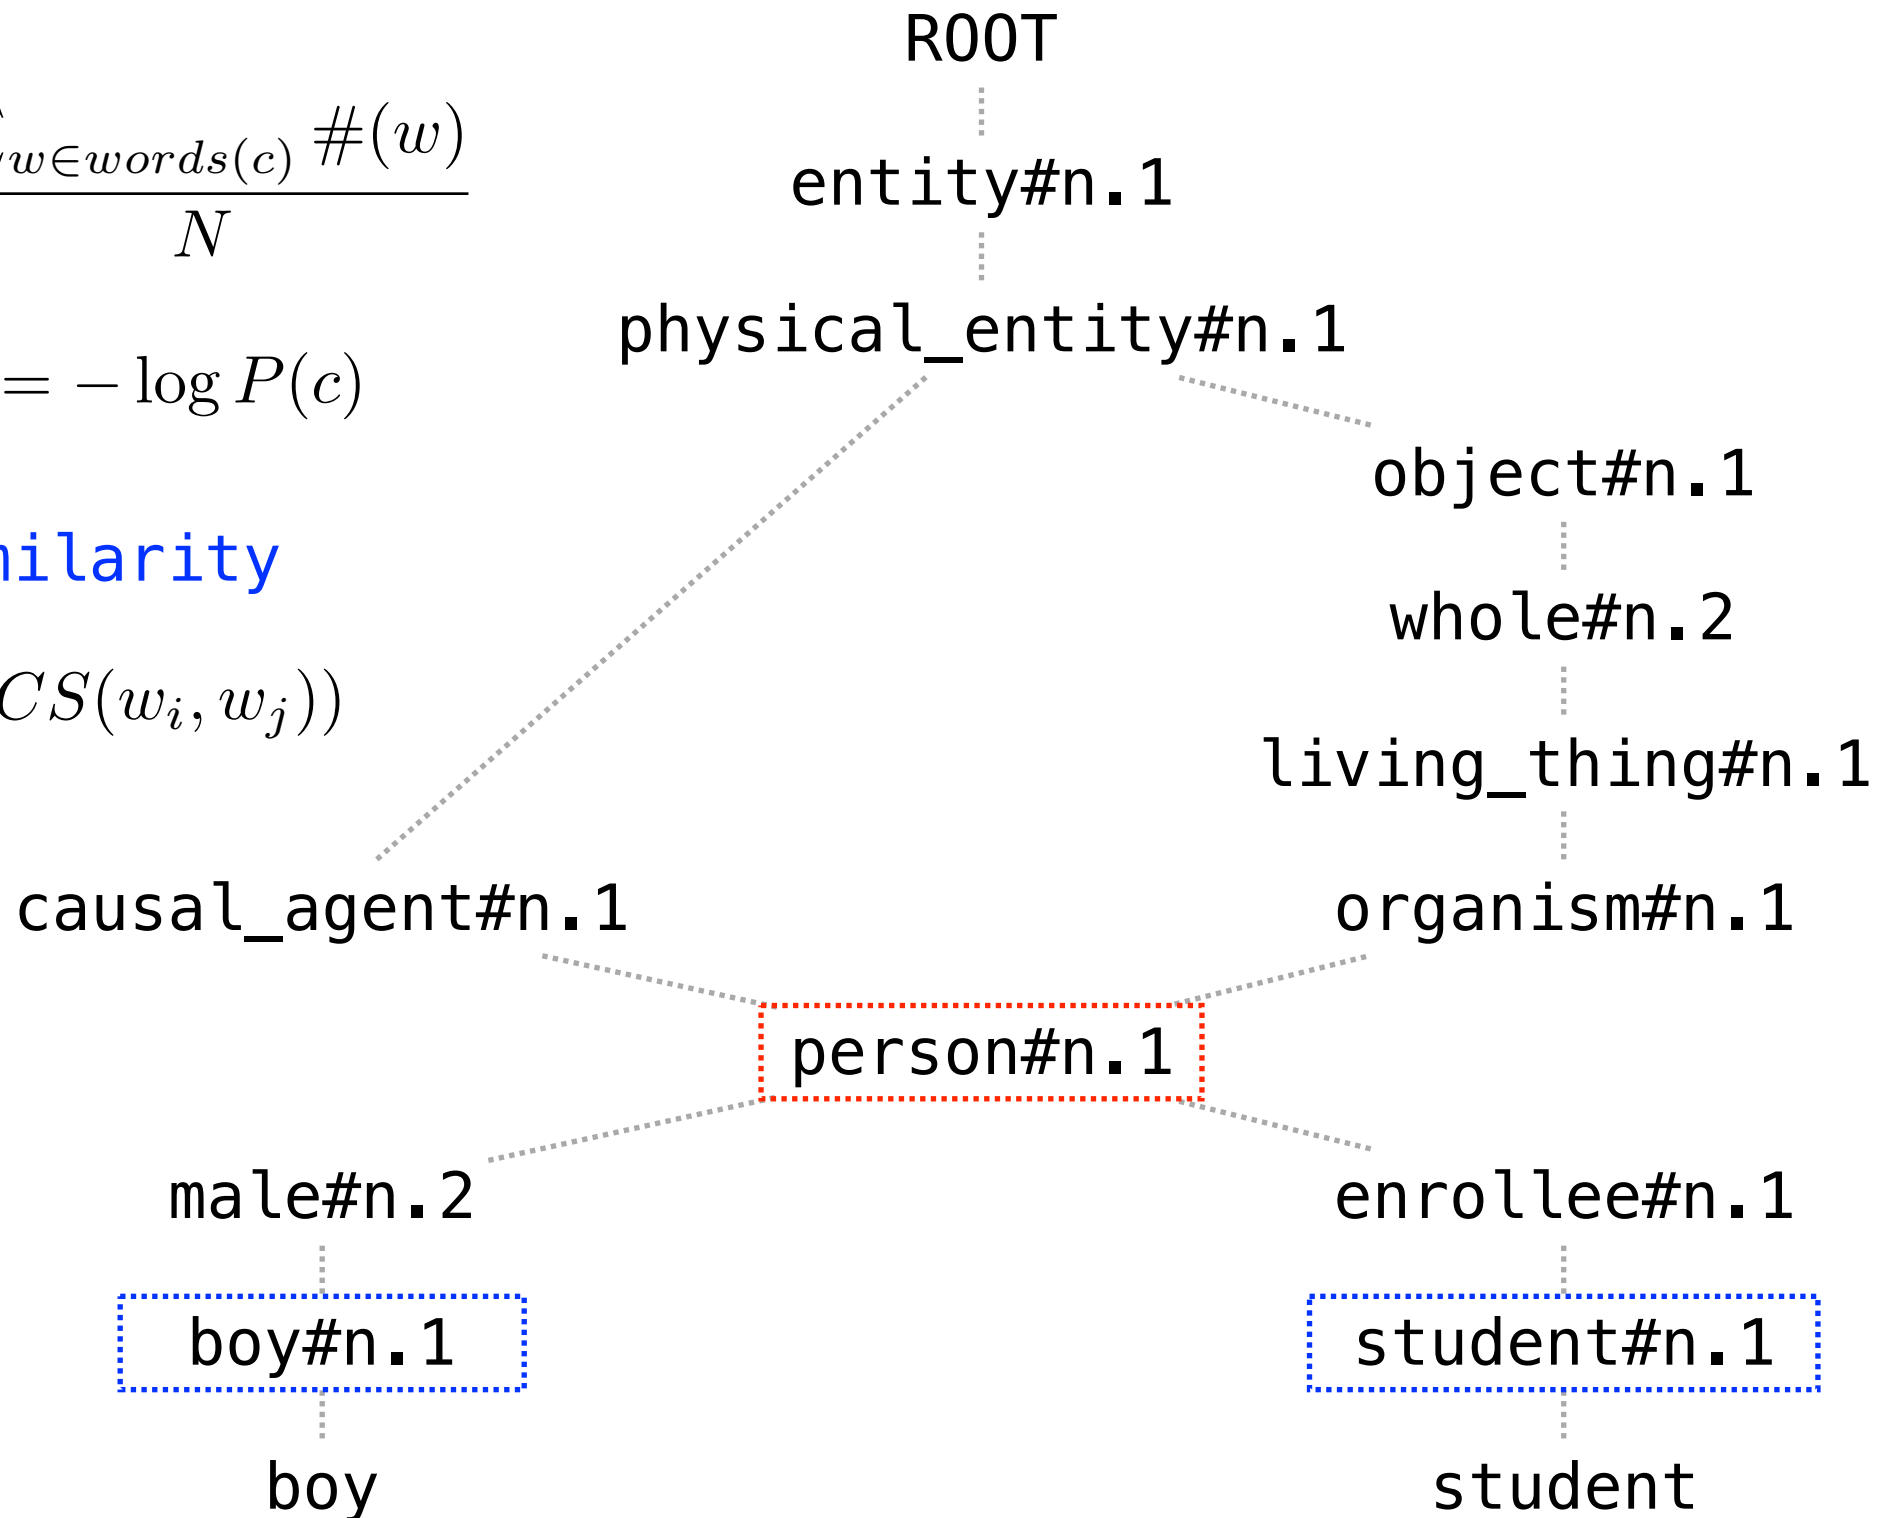 ROOT
w∈words(c) #(w)
N
entity#n.1
physical_entity#n.1
= − log P(c)
object#n.1
whole#n.2
CS(w_i, w_j))
living_thing#n.1
causal_agent#n.1
organism#n.1
person#n.1
male#n.2
enrollee#n.1
boy#n.1
student#n.1
boy
student